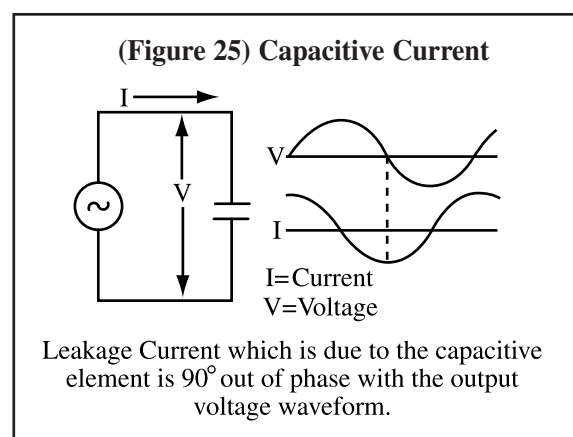 (Figure 25) Capacitive Current
I
V
V
I
I=Current
V=Voltage
Leakage Current which is due to the capacitive
element is 90° out of phase with the output
voltage waveform.